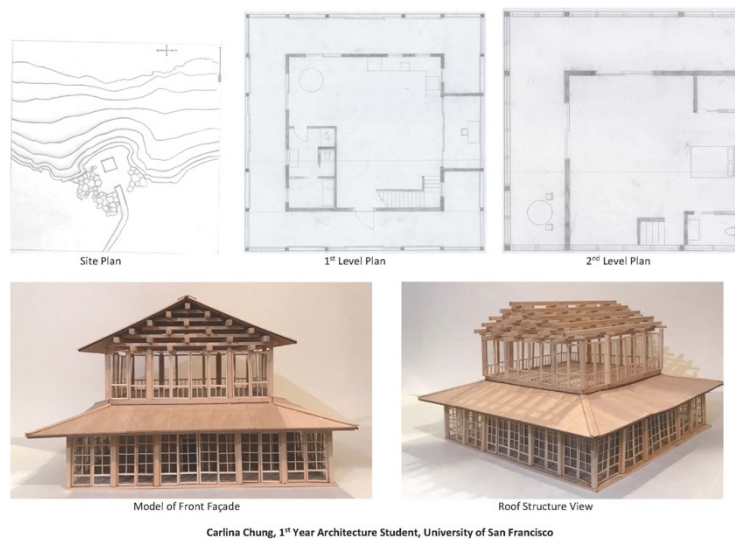 Site Plan
1st Level Plan
2nd Level Plan
Model of Front Façade
Roof Structure View
Carlina Chung, 1st Year Architecture Student, University of San Francisco